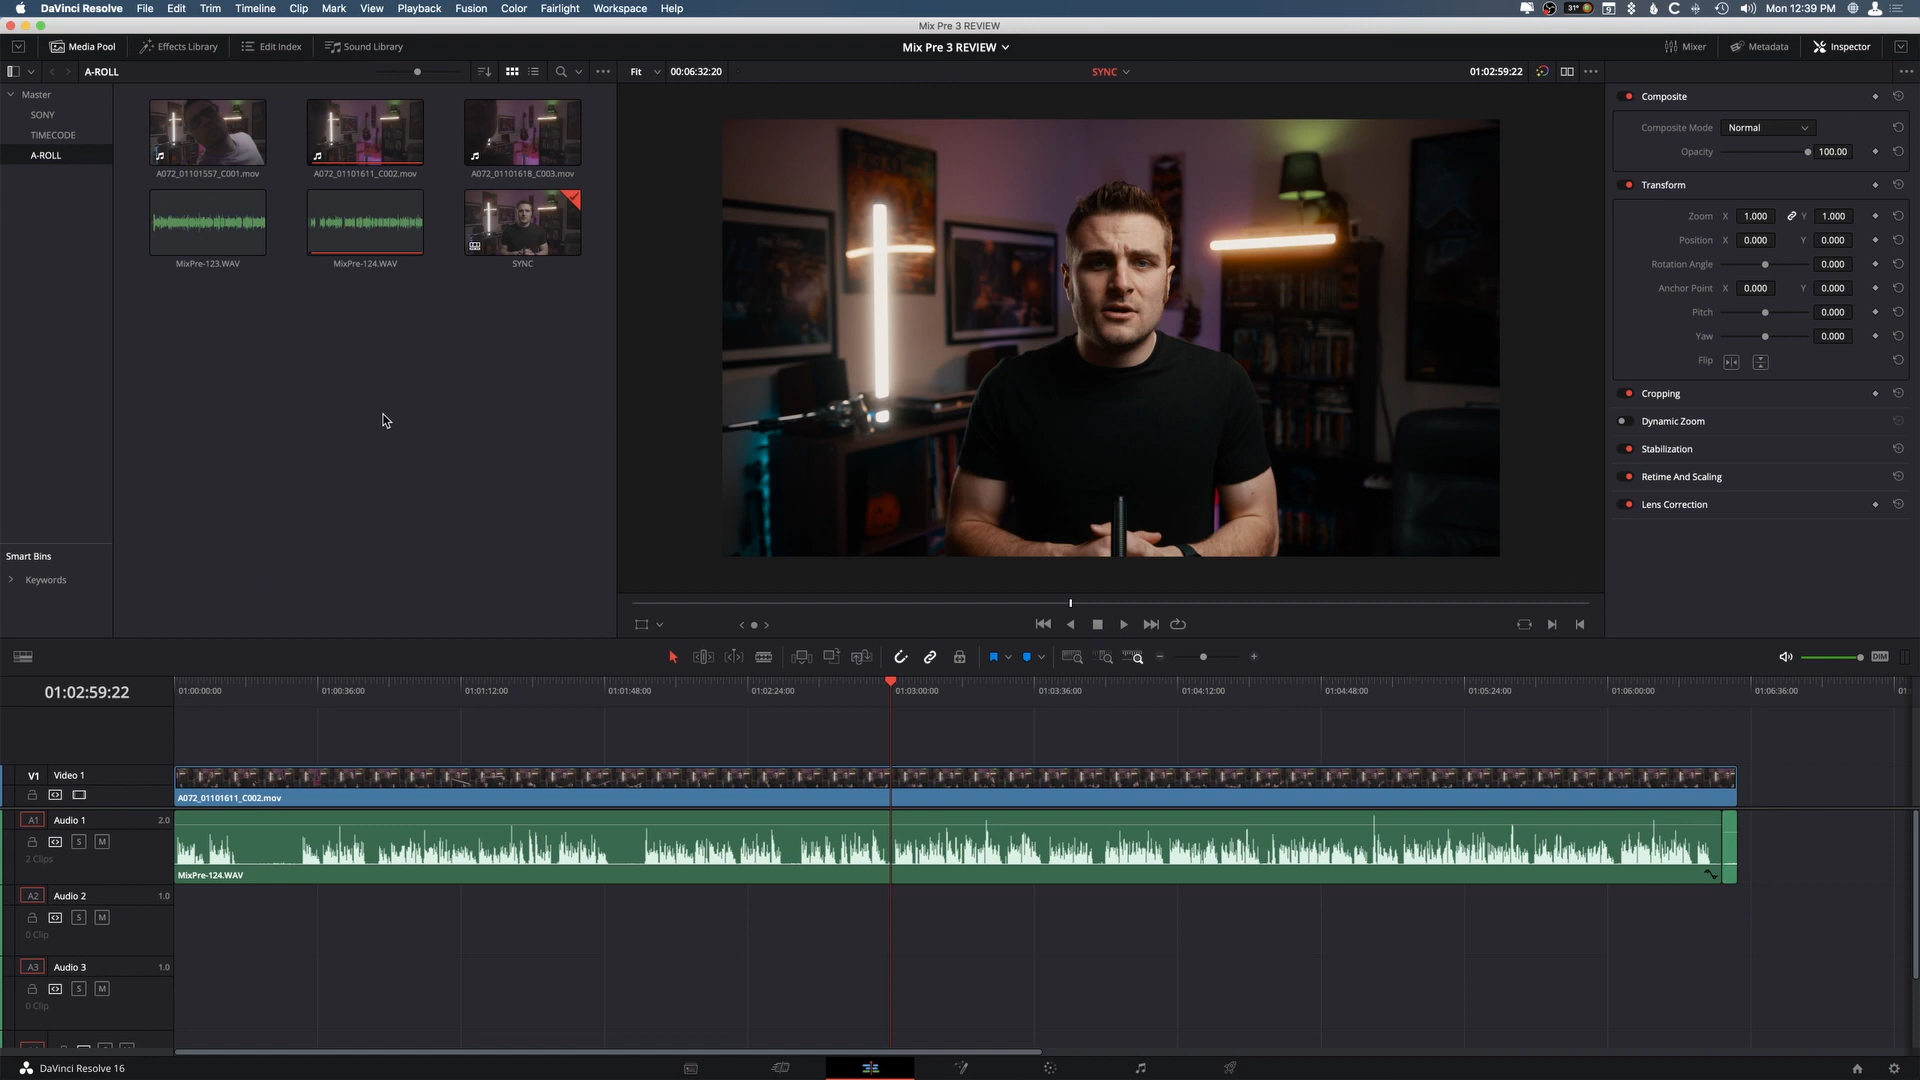 DaVinci Resolve File Edit Trim Timeline Clip Mark View Playback Fusion Color Fairlight Workspace Help
31° 9 Mon 12:39 PM
Mix Pre 3 REVIEW
Media Pool Effects Library Edit Index Sound Library
Mix Pre 3 REVIEW
Mixer Metadata Inspector
A-ROLL
Fit 00:06:32:20 SYNC 01:02:59:22
Master
SONY
TIMECODE
A-ROLL
A072_01101557_C001.mov A072_01101611_C002.mov A072_01101618_C003.mov
MixPre-123.WAV MixPre-124.WAV SYNC
Smart Bins
Keywords
Composite
Composite Mode Normal
Opacity 100.00
Transform
Zoom X 1.000 Y 1.000
Position X 0.000 Y 0.000
Rotation Angle 0.000
Anchor Point X 0.000 Y 0.000
Pitch 0.000
Yaw 0.000
Flip
Cropping
Dynamic Zoom
Stabilization
Retime And Scaling
Lens Correction
DIM
01:02:59:22
01:00:00:00 01:00:36:00 01:01:12:00 01:01:48:00 01:02:24:00 01:03:00:00 01:03:36:00 01:04:12:00 01:04:48:00 01:05:24:00 01:06:00:00 01:06:36:00
V1 Video 1
A072_01101611_C002.mov
A1 Audio 1 2.0
S M
2 Clips
MixPre-124.WAV
A2 Audio 2 1.0
S M
0 Clip
A3 Audio 3 1.0
S M
0 Clip
DaVinci Resolve 16